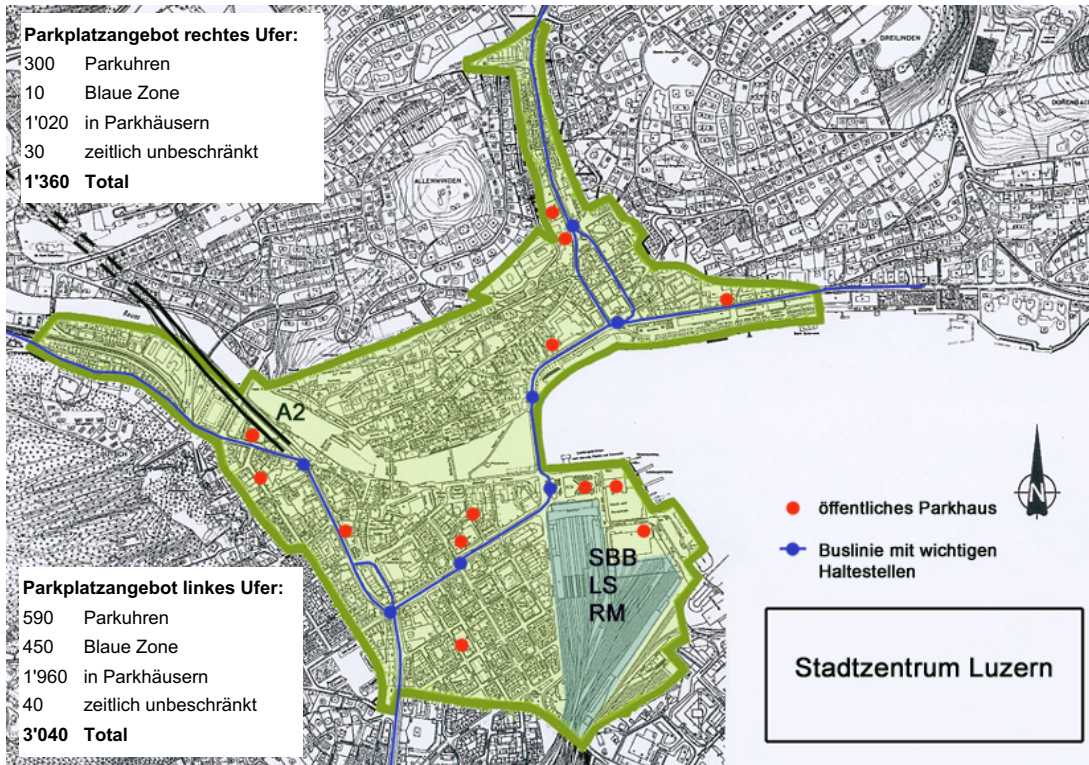 Parkplatzangebot rechtes Ufer:
300 Parkuhren
10 Blaue Zone
1'020 in Parkhäusern
30 zeitlich unbeschränkt
1'360 Total
DREILINDEN
ALLENWINDEN
Reuss
A2
SBB
LS
RM
N
öffentliches Parkhaus
Buslinie mit wichtigen
Haltestellen
Parkplatzangebot linkes Ufer:
590 Parkuhren
450 Blaue Zone
1'960 in Parkhäusern
40 zeitlich unbeschränkt
3'040 Total
Stadtzentrum Luzern